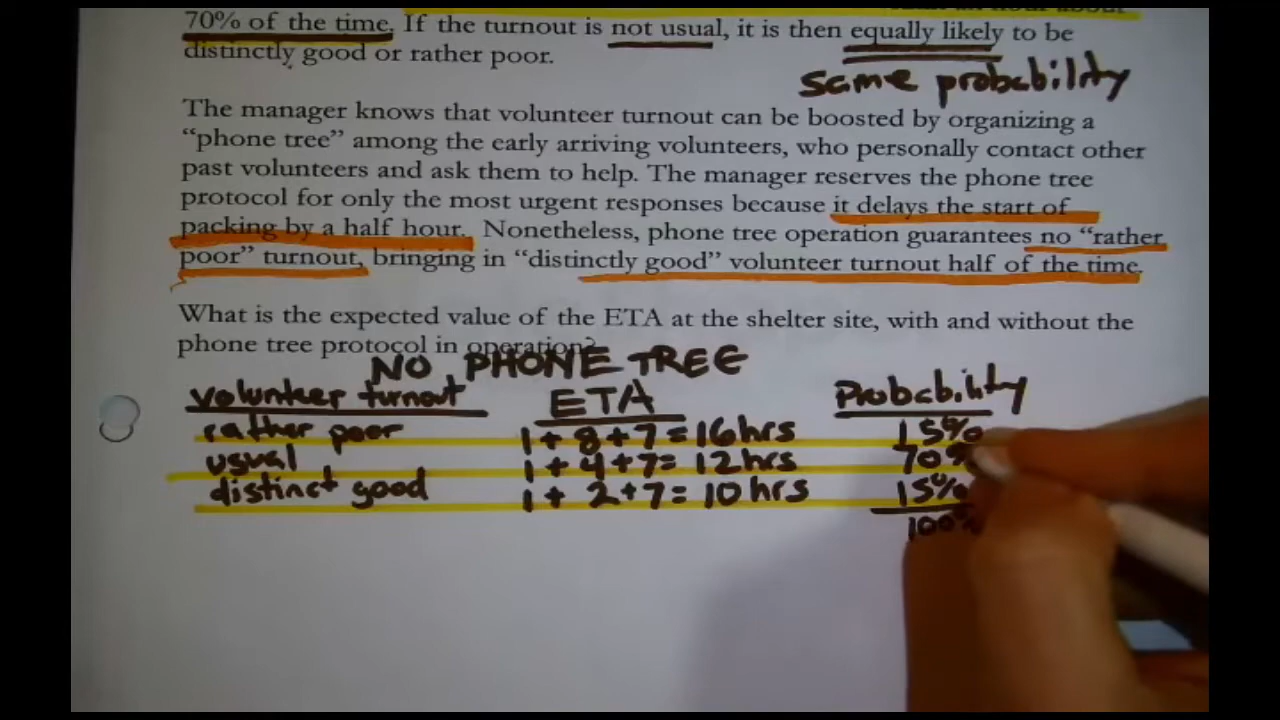 an hour about
70% of the time. If the turnout is not usual, it is then equally likely to be
distinctly good or rather poor.
same probability
The manager knows that volunteer turnout can be boosted by organizing a
“phone tree” among the early arriving volunteers, who personally contact other
past volunteers and ask them to help. The manager reserves the phone tree
protocol for only the most urgent responses because it delays the start of
packing by a half hour. Nonetheless, phone tree operation guarantees no “rather
poor” turnout, bringing in “distinctly good” volunteer turnout half of the time.
What is the expected value of the ETA at the shelter site, with and without the
phone tree protocol in operation?
NO PHONE TREE
volunteer turnout ETA Probability
rather poor 1 + 8 + 7 = 16 hrs 15%
usual 1 + 4 + 7 = 12 hrs 70%
distinct good 1 + 2 + 7 = 10 hrs 15%
100%